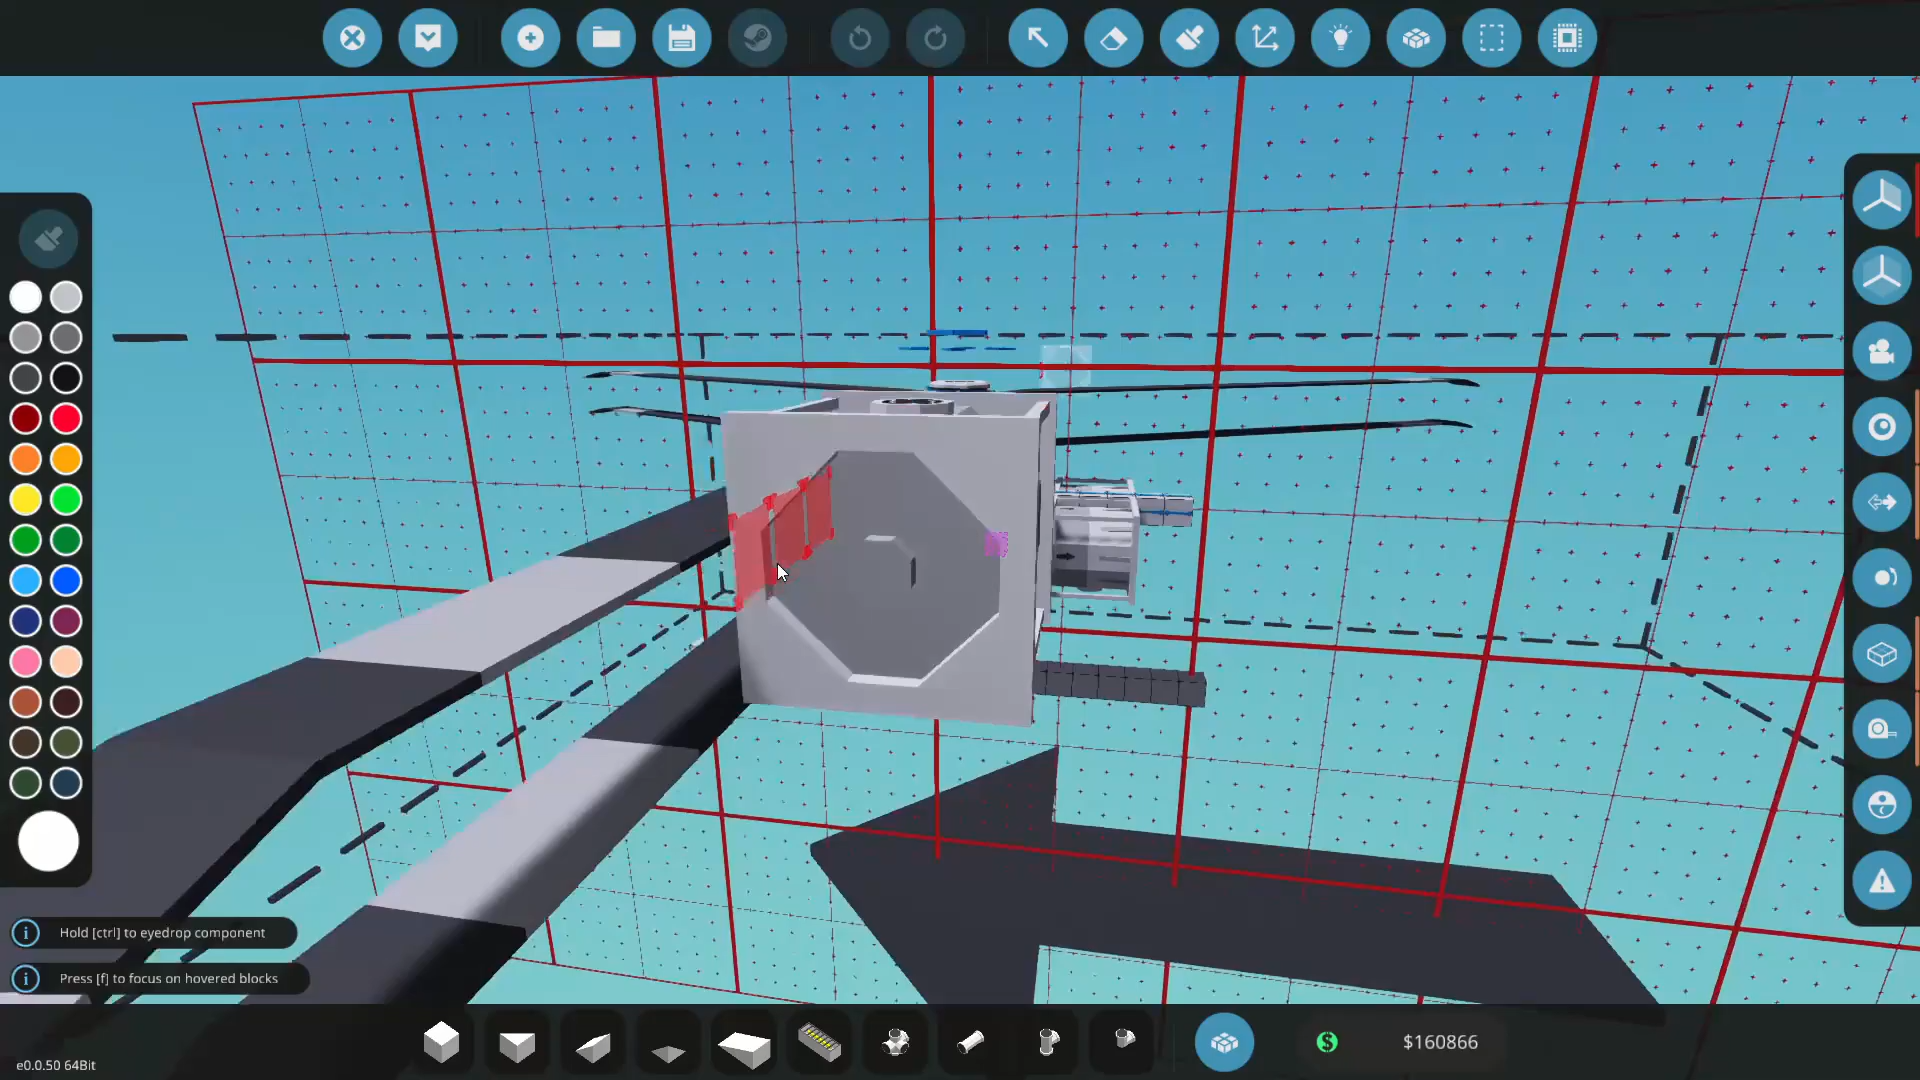 Hold [ctrl] to eyedrop component
Press [f] to focus on hovered blocks
$160866
e0.0.50 64Bit